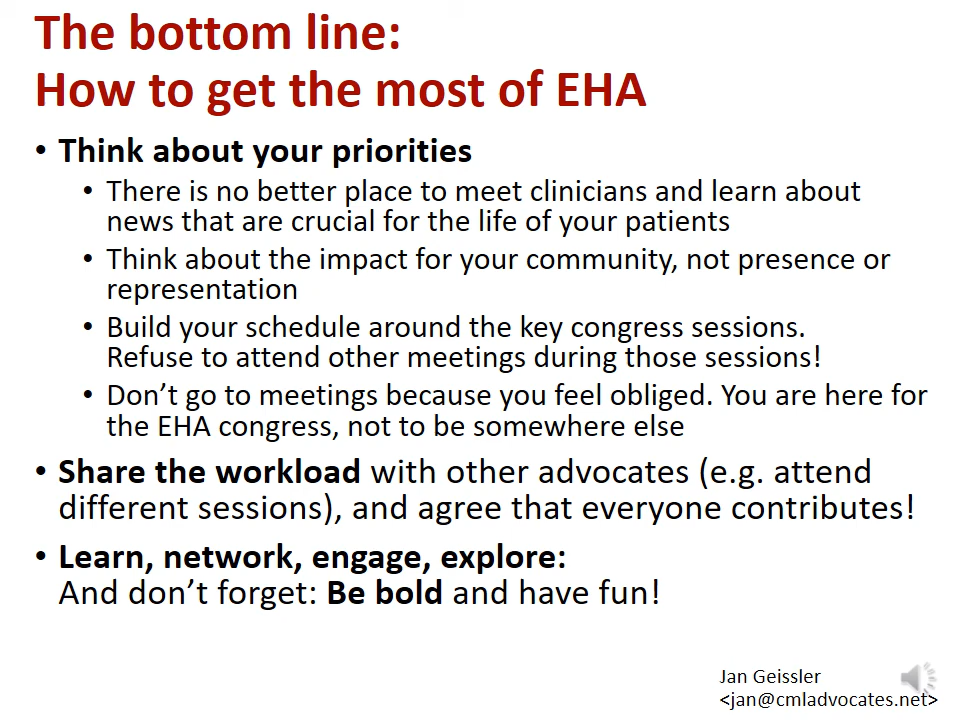 The bottom line:
How to get the most of EHA
• Think about your priorities
• There is no better place to meet clinicians and learn about
news that are crucial for the life of your patients
• Think about the impact for your community, not presence or
representation
• Build your schedule around the key congress sessions.
Refuse to attend other meetings during those sessions!
• Don’t go to meetings because you feel obliged. You are here for
the EHA congress, not to be somewhere else
• Share the workload with other advocates (e.g. attend
different sessions), and agree that everyone contributes!
• Learn, network, engage, explore:
And don’t forget: Be bold and have fun!
Jan Geissler
<jan@cmladvocates.net>